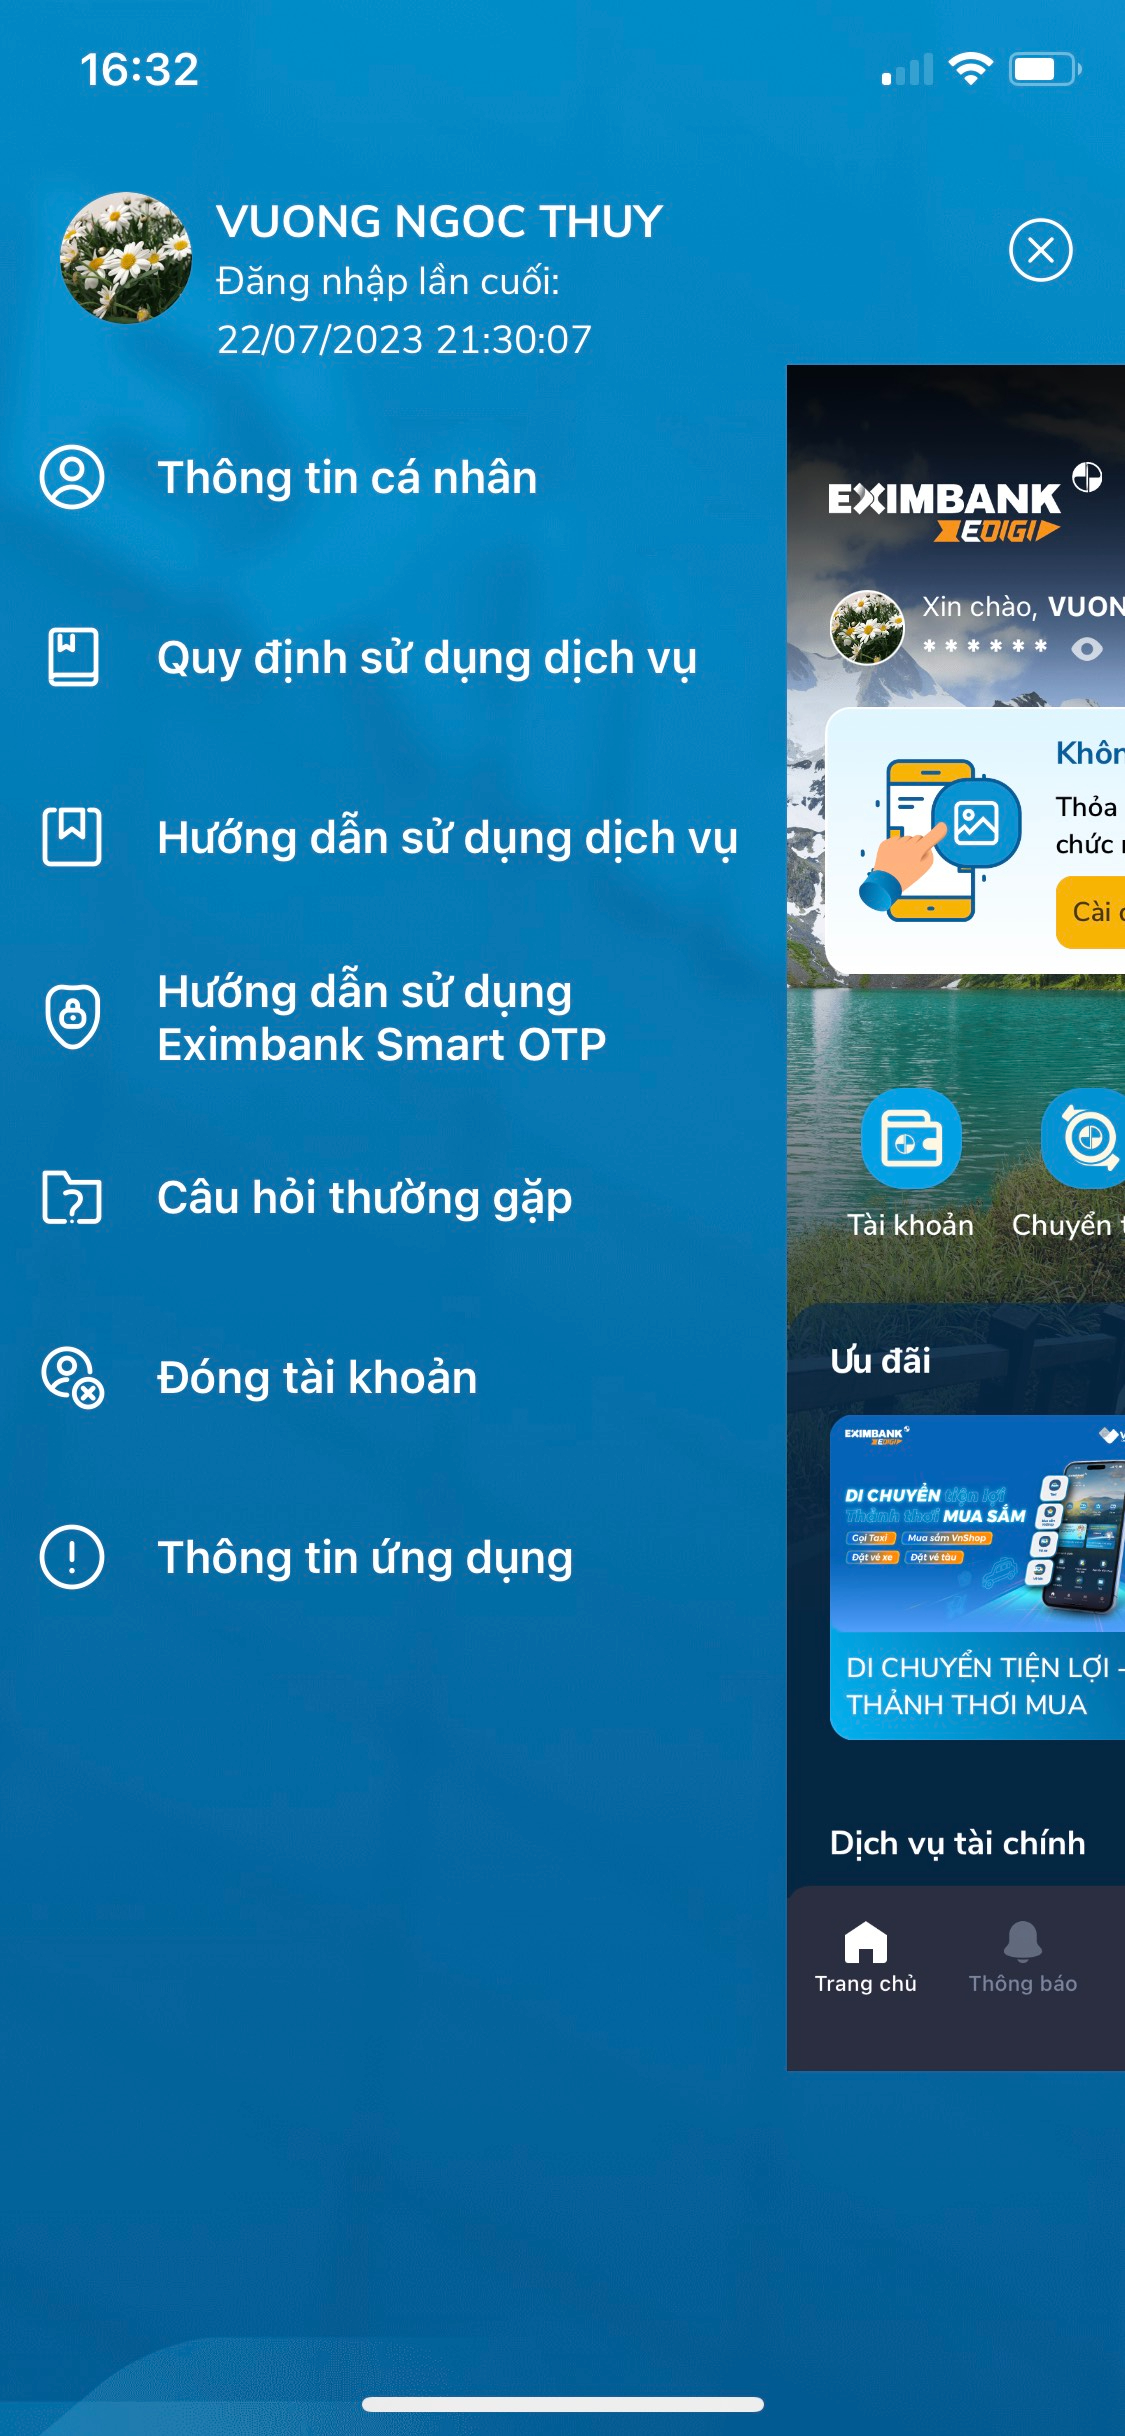 16:32
VUONG NGOC THUY
Đăng nhập lần cuối:
22/07/2023 21:30:07
Thông tin cá nhân
Quy định sử dụng dịch vụ
Hướng dẫn sử dụng dịch vụ
Hướng dẫn sử dụng
Eximbank Smart OTP
Câu hỏi thường gặp
Đóng tài khoản
Thông tin ứng dụng
EXIMBANK
EDIGI
Xin chào, VUON
******
Khôn
Thỏa
chức
Cài
Tài khoản
Chuyển t
Ưu đãi
EXIMBANK
EDIGI
DI CHUYỂN tiện lợi
Thảnh thơi MUA SẮM
Gọi Taxi
Mua sắm VnShop
Đặt vé xe
Đặt vé tàu
DI CHUYỂN TIỆN LỢI -
THẢNH THƠI MUA
Dịch vụ tài chính
Trang chủ
Thông báo